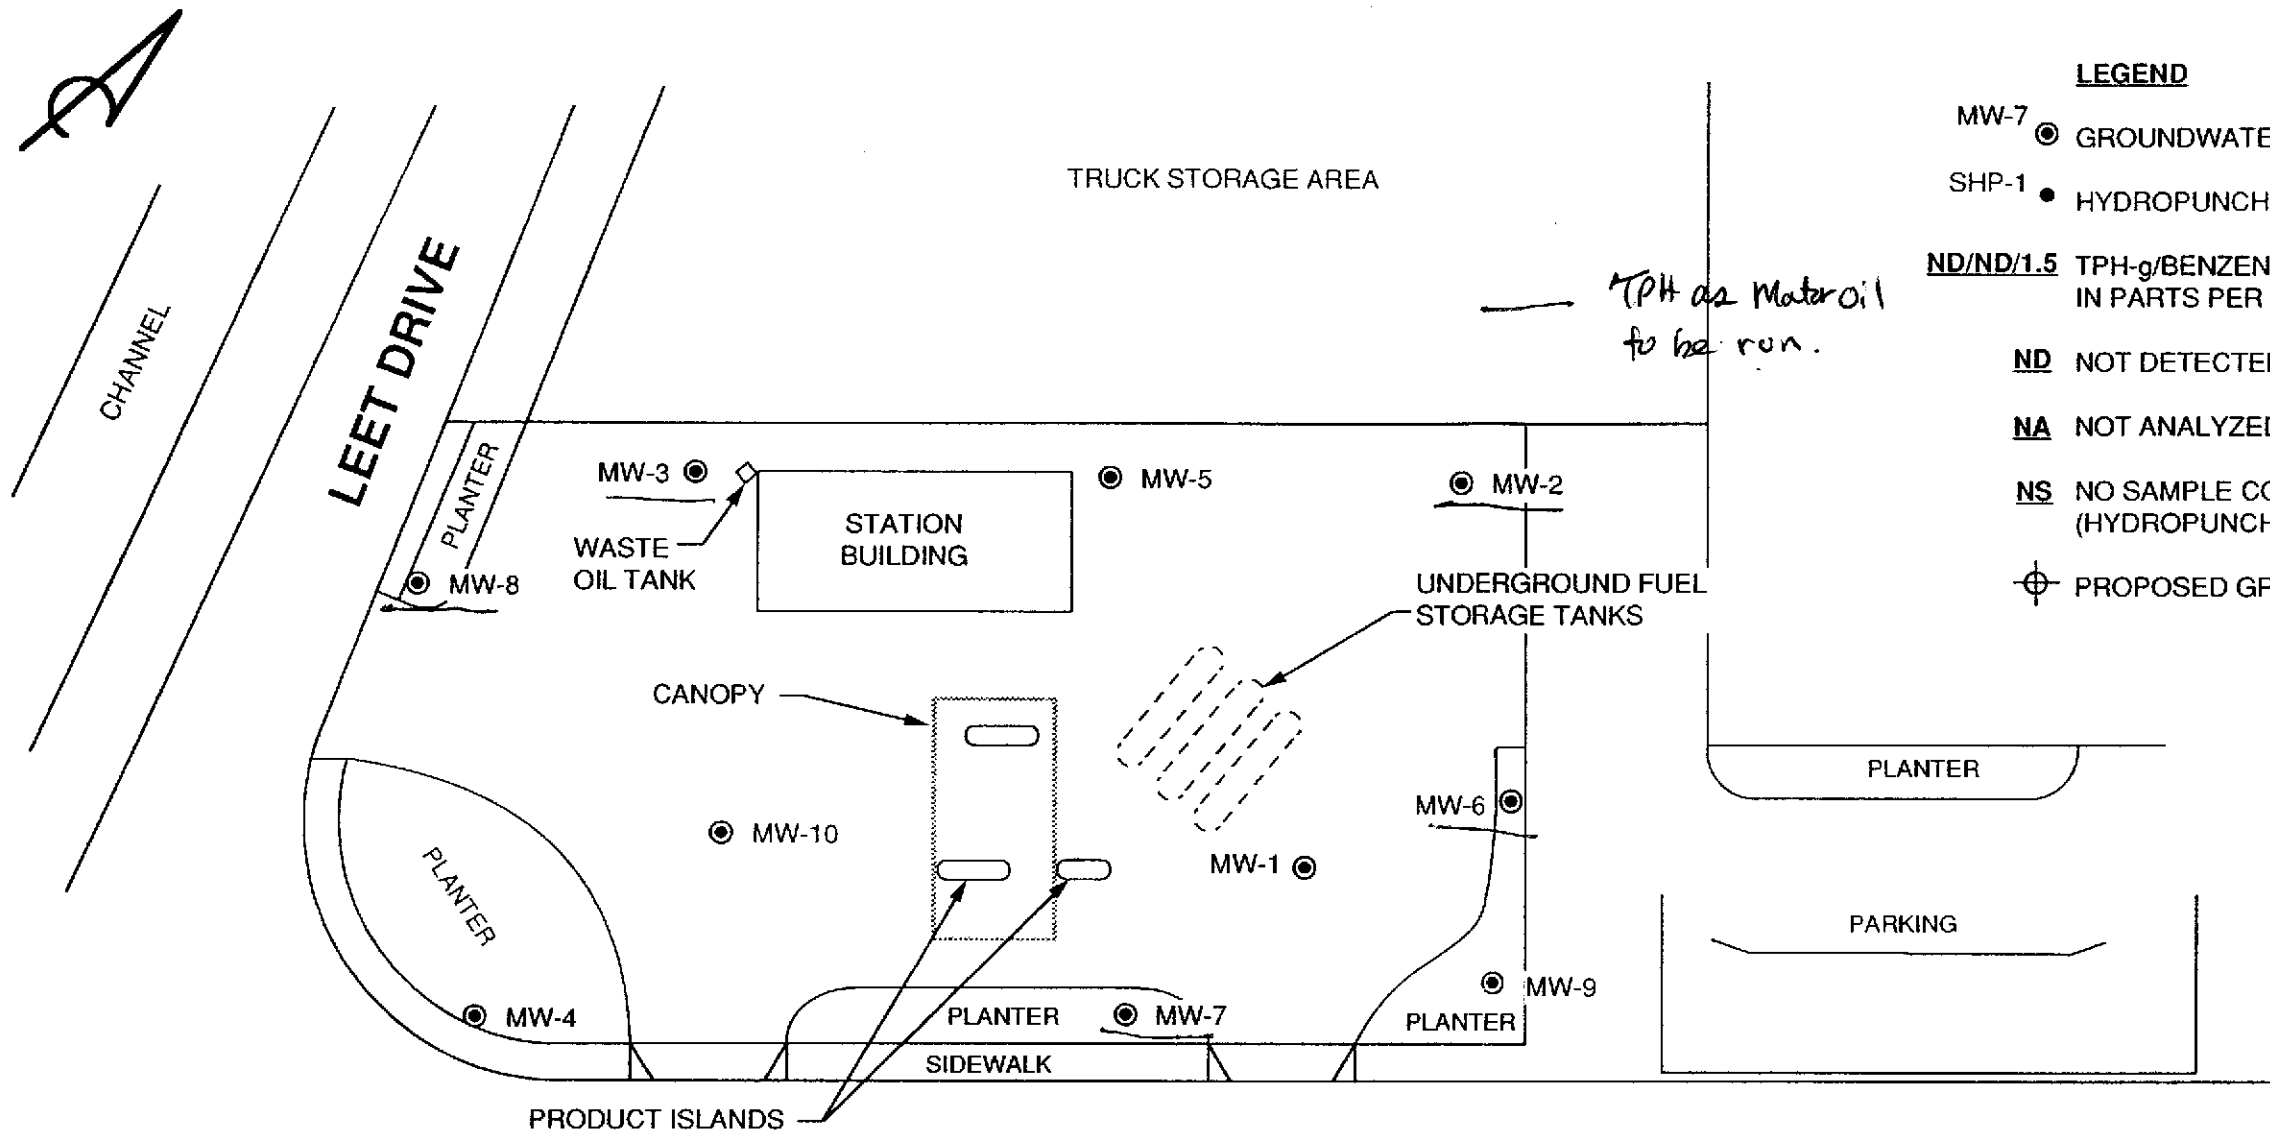 LEGEND
MW-7
GROUNDWATE
SHP-1
HYDROPUNCH
ND/ND/1.5 TPH-g/BENZEN
IN PARTS PER
ND NOT DETECTE
NA NOT ANALYZED
NS NO SAMPLE CO
(HYDROPUNCH
PROPOSED GF
TRUCK STORAGE AREA
TPH as Motor oil
to be run.
CHANNEL
LEET DRIVE
PLANTER
MW-3
MW-5
MW-2
STATION
BUILDING
WASTE
OIL TANK
MW-8
UNDERGROUND FUEL
STORAGE TANKS
CANOPY
PLANTER
MW-6
MW-10
MW-1
PLANTER
PARKING
MW-9
MW-4
PLANTER
MW-7
PLANTER
SIDEWALK
PRODUCT ISLANDS